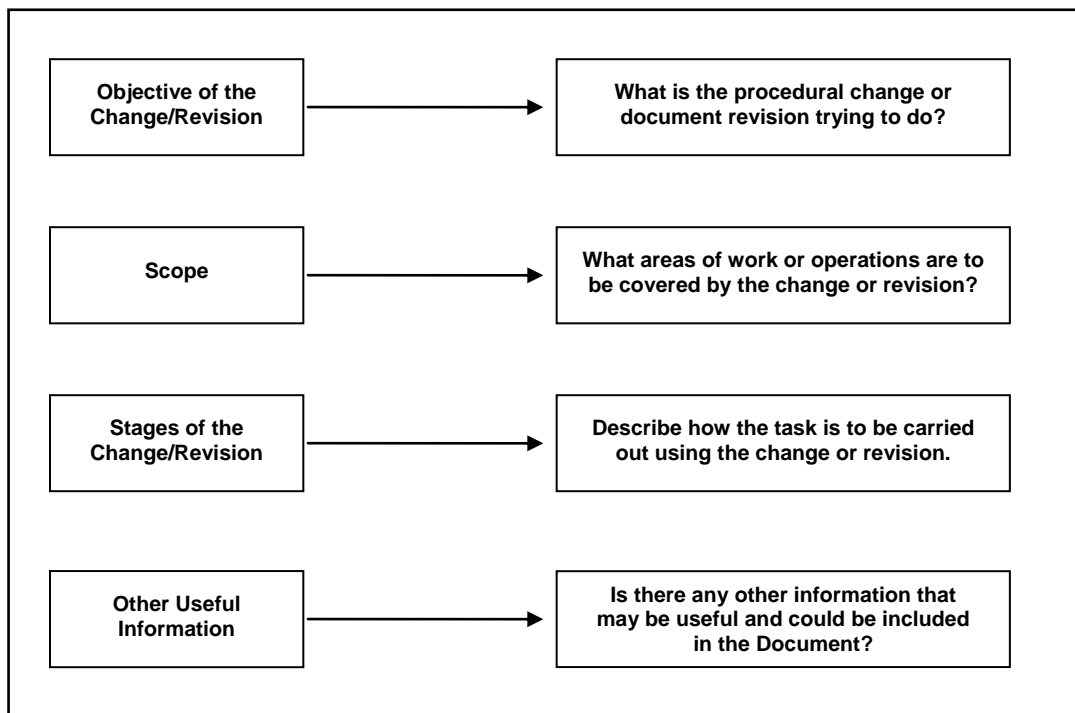 Objective of the
Change/Revision
What is the procedural change or
document revision trying to do?
Scope
What areas of work or operations are to
be covered by the change or revision?
Stages of the
Change/Revision
Describe how the task is to be carried
out using the change or revision.
Other Useful
Information
Is there any other information that
may be useful and could be included
in the Document?